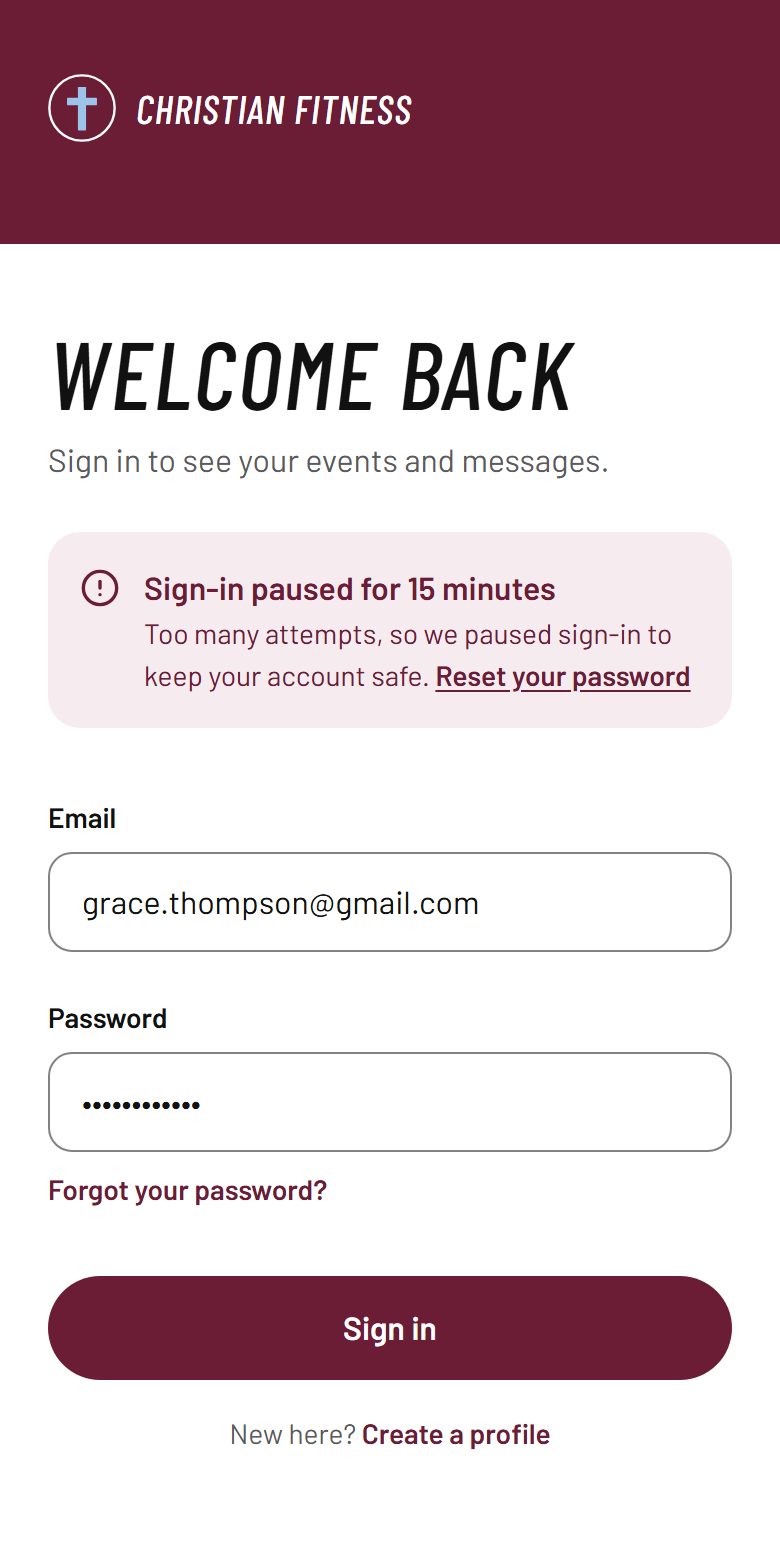 CHRISTIAN FITNESS
WELCOME BACK
Sign in to see your events and messages.
Sign-in paused for 15 minutes
Too many attempts, so we paused sign-in to
keep your account safe. Reset your password
Email
grace.thompson@gmail.com
Password
••••••••••••
Forgot your password?
Sign in
New here? Create a profile